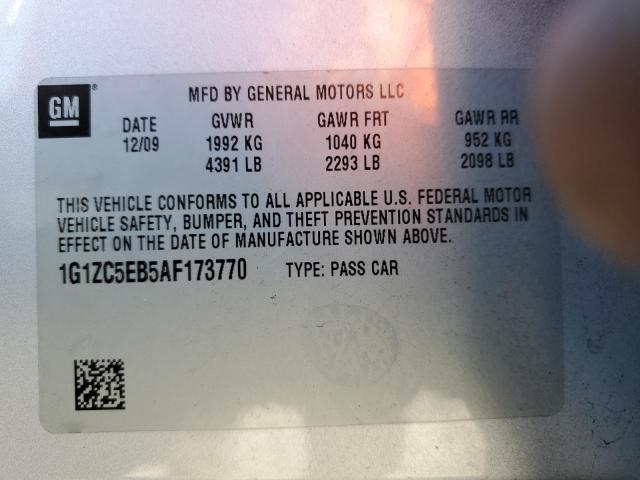 GM ® MFD BY GENERAL MOTORS LLC
DATE GVWR GAWR FRT GAWR RR
12/09 1992 KG 1040 KG 952 KG
4391 LB 2293 LB 2098 LB
THIS VEHICLE CONFORMS TO ALL APPLICABLE U.S. FEDERAL MOTOR
VEHICLE SAFETY, BUMPER, AND THEFT PREVENTION STANDARDS IN
EFFECT ON THE DATE OF MANUFACTURE SHOWN ABOVE.
1G1ZC5EB5AF173770 TYPE: PASS CAR